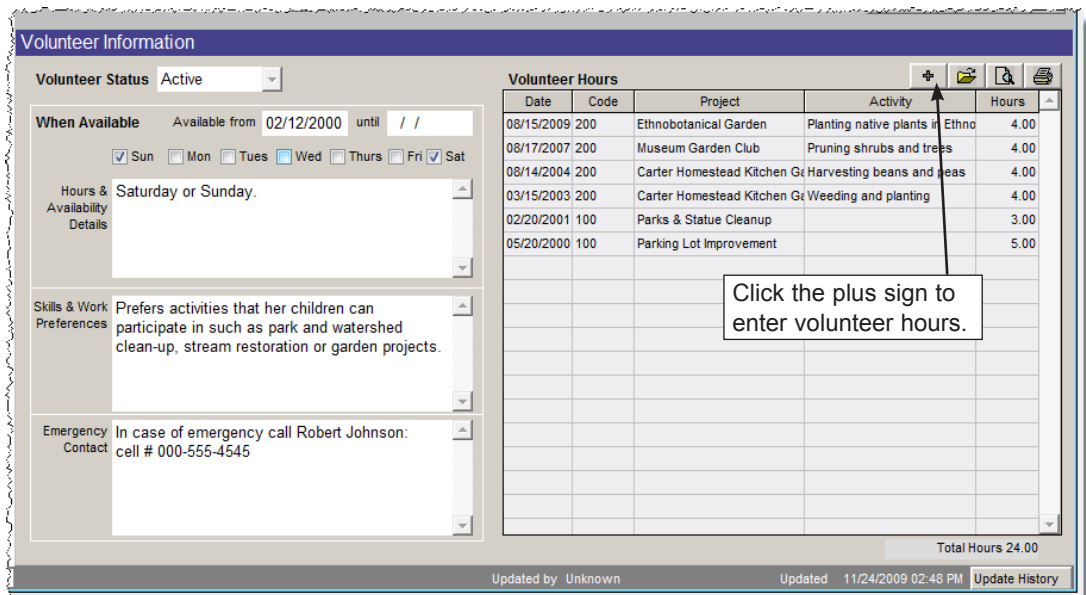 Volunteer Information
Volunteer Status Active
When Available Available from 02/12/2000 until / /
Sun Mon Tues Wed Thurs Fri Sat
Hours &
Availability
Details
Saturday or Sunday.
Skills & Work
Preferences
Prefers activities that her children can
participate in such as park and watershed
clean-up, stream restoration or garden projects.
Emergency
Contact
In case of emergency call Robert Johnson:
cell # 000-555-4545
Volunteer Hours
Date Code Project Activity Hours
08/15/2009 200 Ethnobotanical Garden Planting native plants in Ethno 4.00
08/17/2007 200 Museum Garden Club Pruning shrubs and trees 4.00
08/14/2004 200 Carter Homestead Kitchen Ga Harvesting beans and peas 4.00
03/15/2003 200 Carter Homestead Kitchen Ga Weeding and planting 4.00
02/20/2001 100 Parks & Statue Cleanup 3.00
05/20/2000 100 Parking Lot Improvement 5.00
Click the plus sign to
enter volunteer hours.
Total Hours 24.00
Updated by Unknown Updated 11/24/2009 02:48 PM Update History